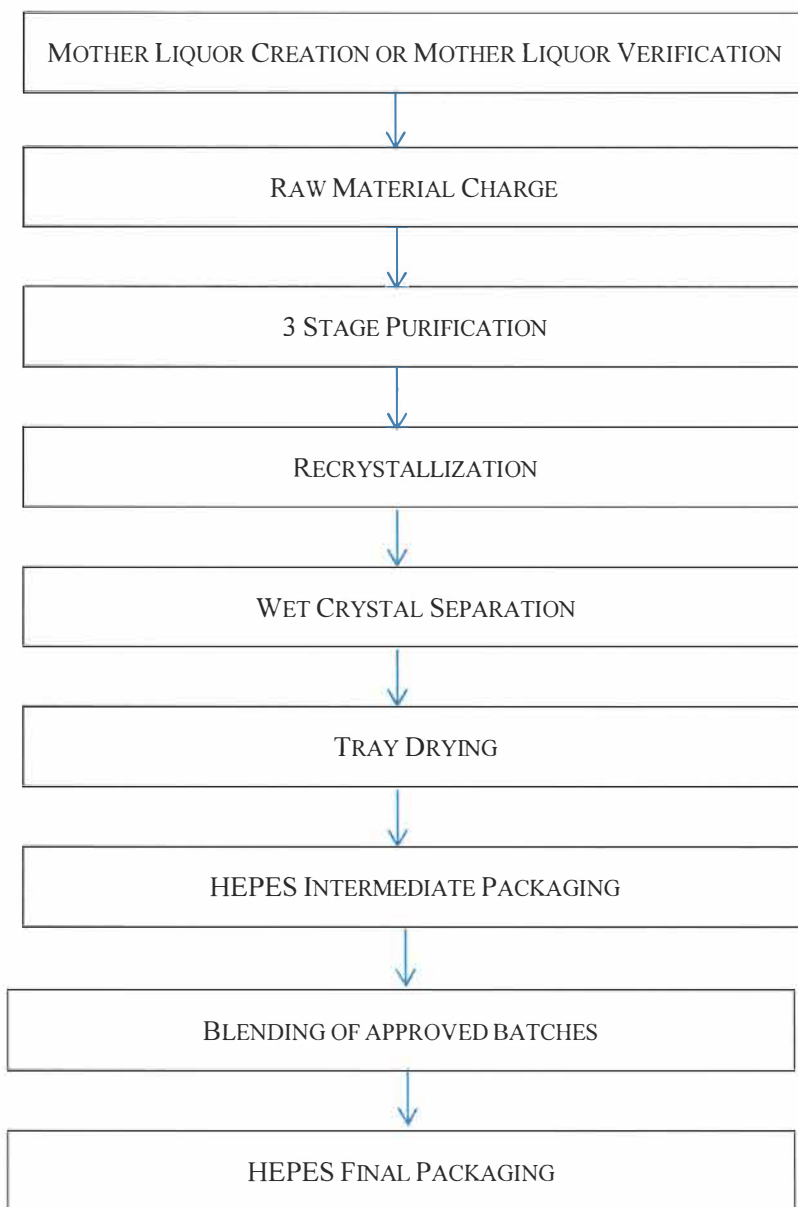 MOTHER LIQUOR CREATION OR MOTHER LIQUOR VERIFICATION
RAW MATERIAL CHARGE
3 STAGE PURIFICATION
RECRYSTALLIZATION
WET CRYSTAL SEPARATION
TRAY DRYING
HEPES INTERMEDIATE PACKAGING
BLENDING OF APPROVED BATCHES
HEPES FINAL PACKAGING